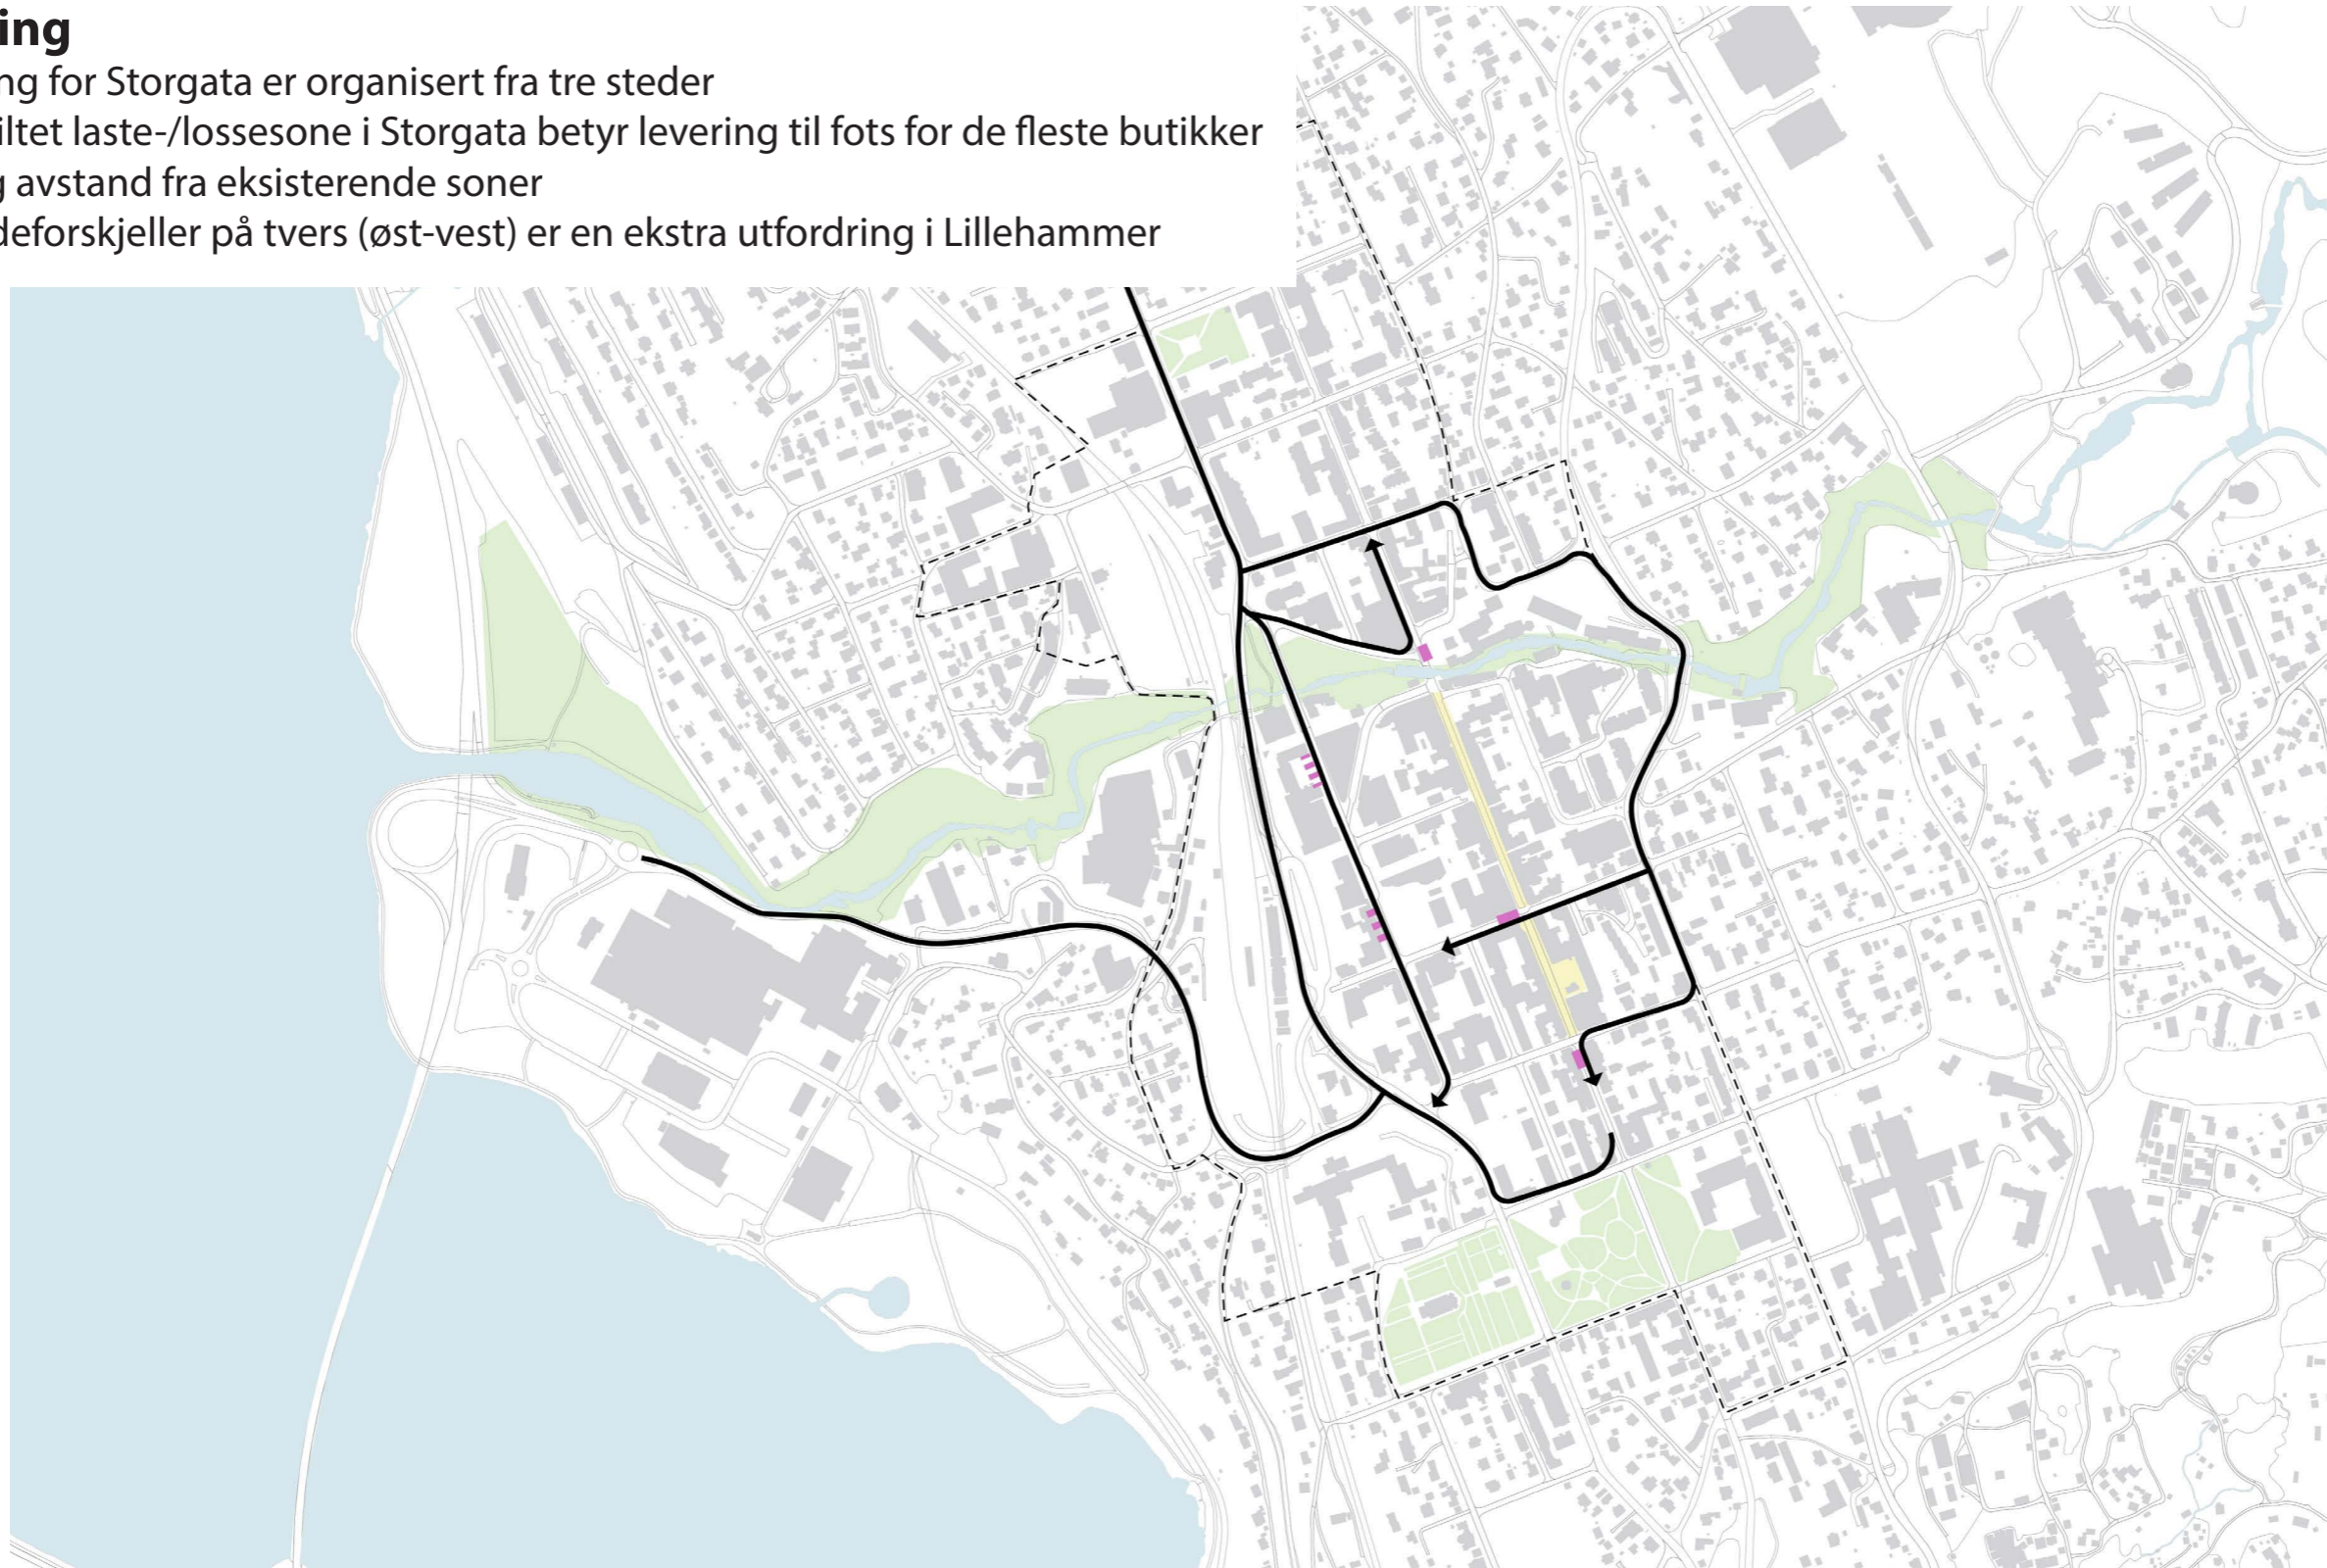 ing
ng for Storgata er organisert fra tre steder
iltet laste-/lossesone i Storgata betyr levering til fots for de fleste butikker
g avstand fra eksisterende soner
deforskjeller på tvers (øst-vest) er en ekstra utfordring i Lillehammer